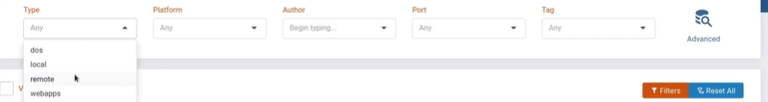 Type Platform Author Port Tag
Any Any Begin typing... Any Any
Advanced
dos
local
remote
webapps
V
Filters Reset All